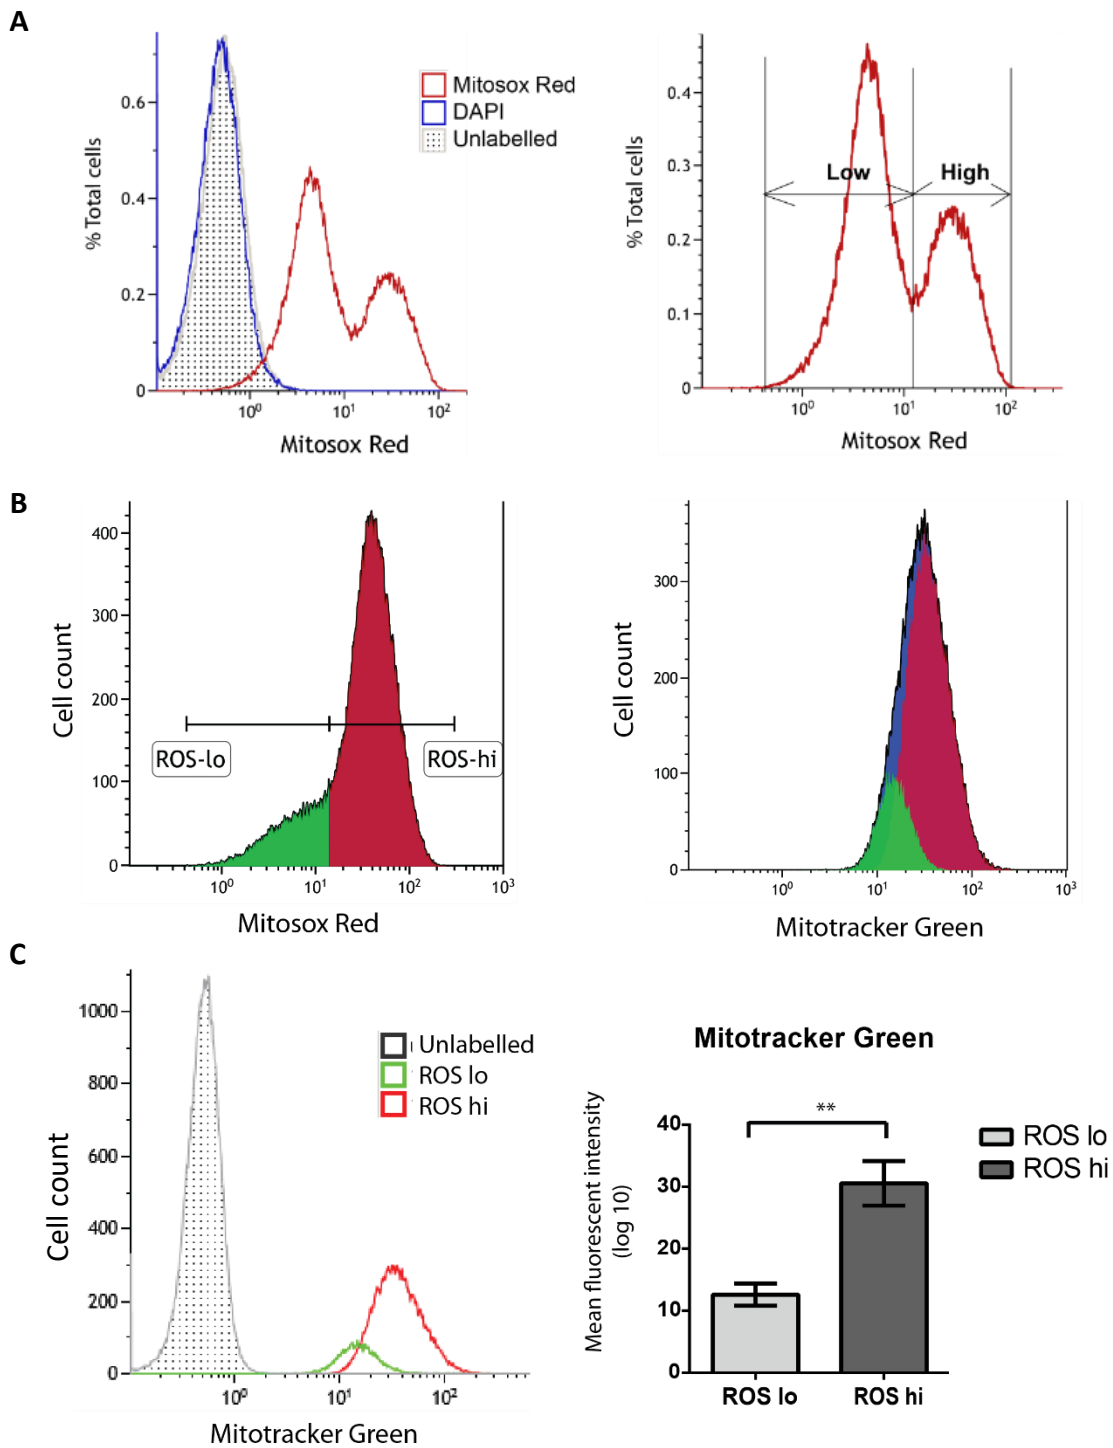 A
Mitosox Red
DAPI
Unlabelled
% Total cells
0.6
0.4
0.2
0
10⁰ 10¹ 10²
Mitosox Red
% Total cells
0.4
0.3
0.2
0.1
0
Low High
10⁰ 10¹ 10²
Mitosox Red
B
Cell count
400
300
200
100
0
ROS-lo ROS-hi
10⁰ 10¹ 10² 10³
Mitosox Red
Cell count
300
200
100
0
10⁰ 10¹ 10² 10³
Mitotracker Green
C
Cell count
1000
800
600
400
200
0
Unlabelled
ROS lo
ROS hi
10⁰ 10¹ 10²
Mitotracker Green
Mitotracker Green
Mean fluorescent intensity
(log 10)
40
30
20
10
0
**
ROS lo
ROS hi
ROS lo ROS hi